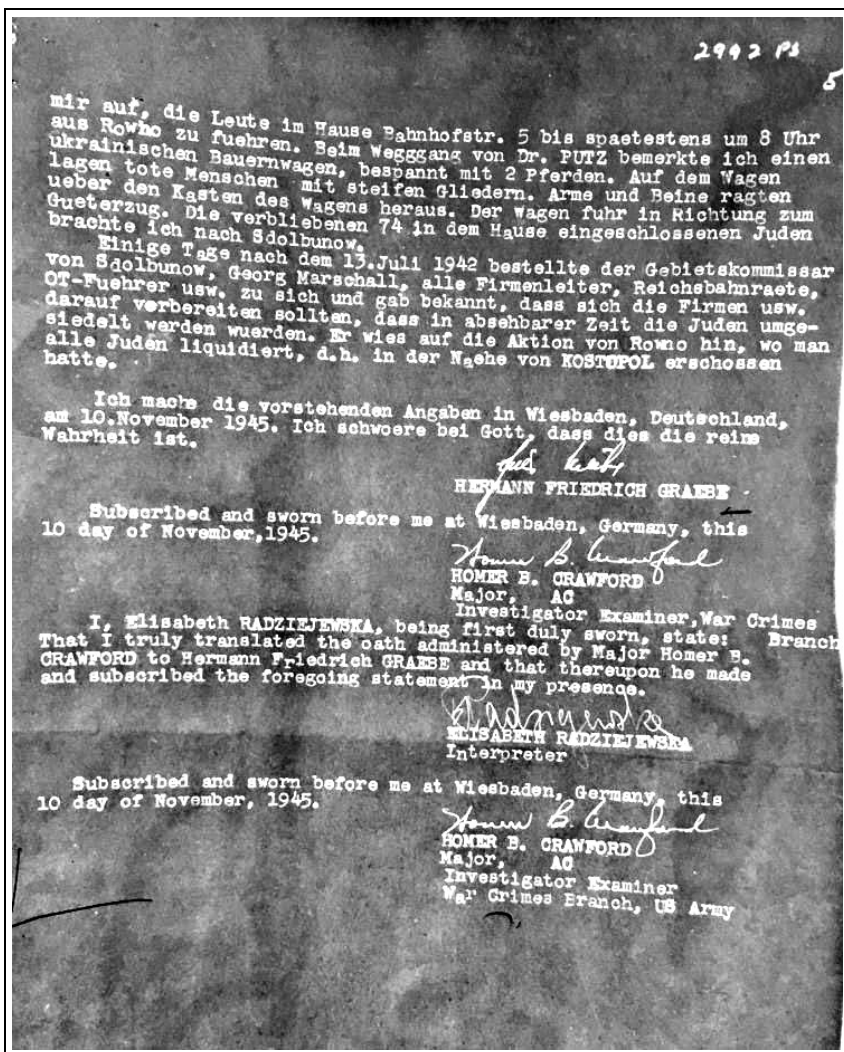 2992 PS
5
mir auf, die Leute im Hause Bahnhofstr. 5 bis spaetestens um 8 Uhr
aus Rowno zu fuehren. Beim Wegggang von Dr. PUTZ bemerkte ich einen
ukrainischen Bauernwagen, bespannt mit 2 Pferden. Auf dem Wagen
lagen tote Menschen mit steifen Gliedern. Arme und Beine ragten
ueber den Kasten des Wagens heraus. Der Wagen fuhr in Richtung zum
Gueterzug. Die verbliebenen 74 in dem Hause eingeschlossenen Juden
brachte ich nach Sdolbunow.
Einige Tage nach dem 13.Juli 1942 bestellte der Gebietskommissar
von Sdolbunow, Georg Marschall, alle Firmenleiter, Reichsbahnraete,
OT-Fuehrer usw. zu sich und gab bekannt, dass sich die Firmen usw.
darauf vorbereiten sollten, dass in absehbarer Zeit die Juden umge-
siedelt werden wuerden. Er wies auf die Aktion von Rowno hin, wo man
alle Juden liquidiert, d.h. in der Naehe von KOSTOPOL erschossen
hatte.
Ich mache die vorstehenden Angaben in Wiesbaden, Deutschland,
am 10.November 1945. Ich schwoere bei Gott, dass dies die reine
Wahrheit ist.
HERMANN FRIEDRICH GRAEBE
Subscribed and sworn before me at Wiesbaden, Germany, this
10 day of November,1945.
Homer B. Crawford
HOMER B. CRAWFORD
Major, AC
Investigator Examiner,War Crimes
Branch
I, Elisabeth RADZIEJEWSKA, being first duly sworn, state:
That I truly translated the oath administered by Major Homer B.
CRAWFORD to Hermann Friedrich GRAEBE and that thereupon he made
and subscribed the foregoing statement in my presence.
ELISABETH RADZIEJEWSKA
Interpreter
Subscribed and sworn before me at Wiesbaden, Germany, this
10 day of November, 1945.
Homer B. Crawford
HOMER B. CRAWFORD
Major, AC
Investigator Examiner
War Crimes Branch, US Army